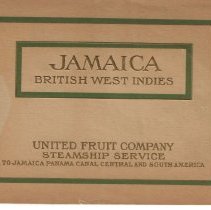 JAMAICA
BRITISH WEST INDIES
UNITED FRUIT COMPANY
STEAMSHIP SERVICE
TO JAMAICA PANAMA CANAL CENTRAL AND SOUTH AMERICA